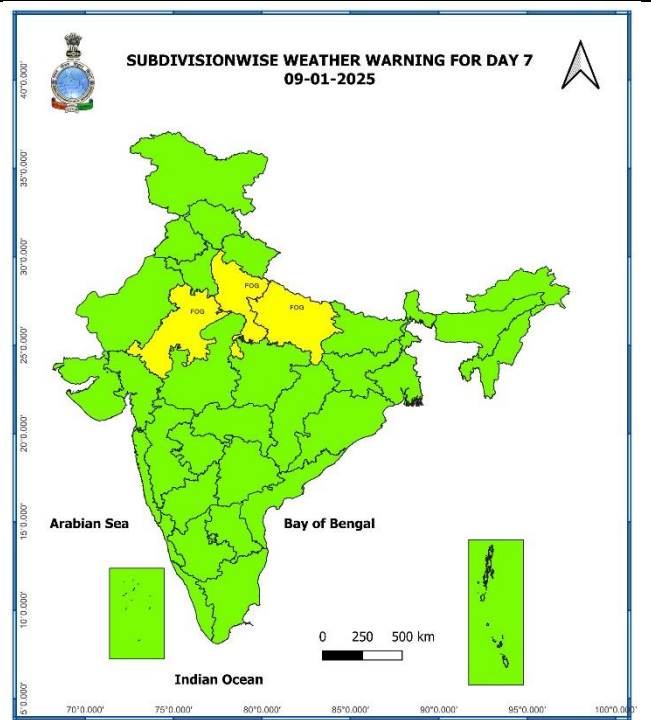 SUBDIVISIONWISE WEATHER WARNING FOR DAY 7
09-01-2025
40°0.000'
35°0.000'
30°0.000'
FOG
FOG
FOG
25°0.000'
20°0.000'
15°0.000'
Arabian Sea
Bay of Bengal
10°0.000'
0 250 500 km
Indian Ocean
5°0.000'
70°0.000' 75°0.000' 80°0.000' 85°0.000' 90°0.000' 95°0.000' 100°0.000'